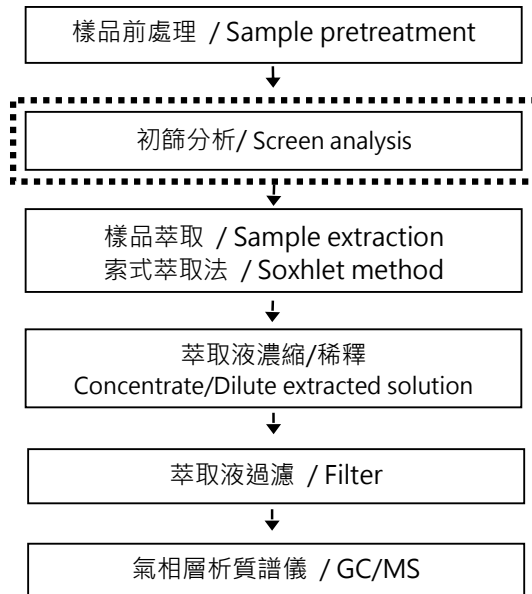 樣品前處理 / Sample pretreatment
初篩分析/ Screen analysis
樣品萃取 / Sample extraction
索式萃取法 / Soxhlet method
萃取液濃縮/稀釋
Concentrate/Dilute extracted solution
萃取液過濾 / Filter
氣相層析質譜儀 / GC/MS